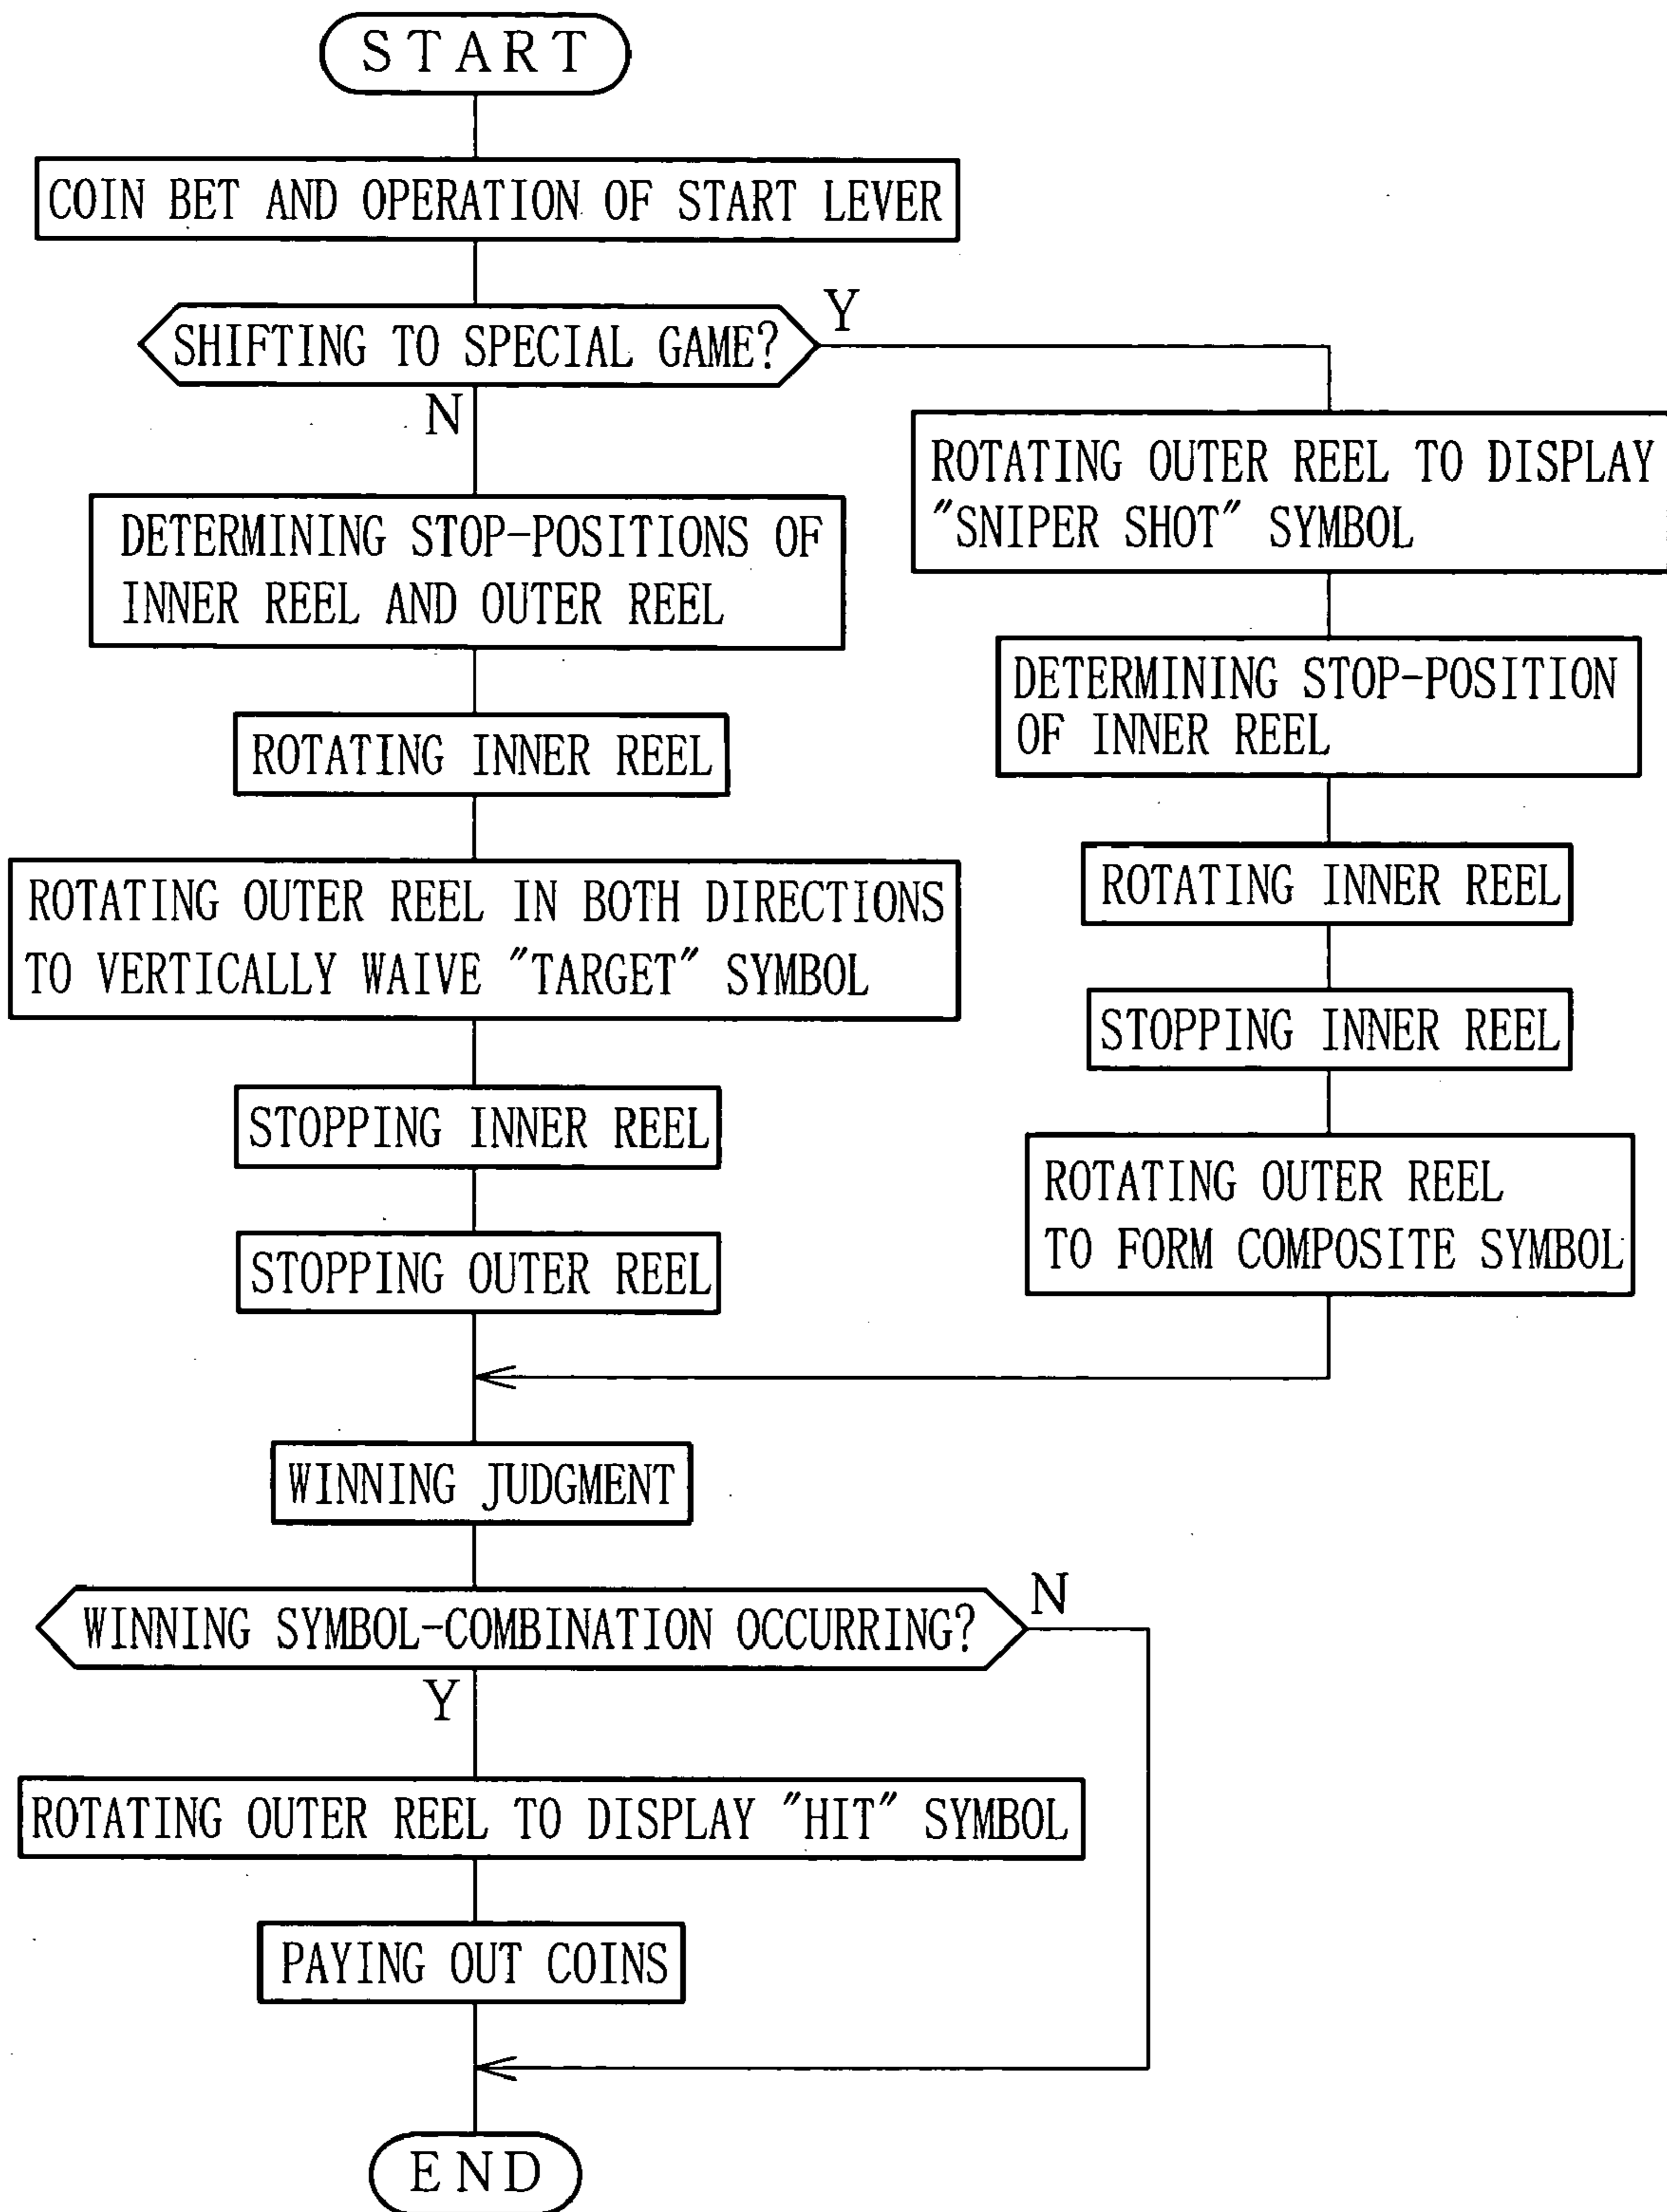 START
COIN BET AND OPERATION OF START LEVER
SHIFTING TO SPECIAL GAME?
Y
N
DETERMINING STOP-POSITIONS OF
INNER REEL AND OUTER REEL
ROTATING INNER REEL
ROTATING OUTER REEL IN BOTH DIRECTIONS
TO VERTICALLY WAIVE "TARGET" SYMBOL
STOPPING INNER REEL
STOPPING OUTER REEL
ROTATING OUTER REEL TO DISPLAY
"SNIPER SHOT" SYMBOL
DETERMINING STOP-POSITION
OF INNER REEL
ROTATING INNER REEL
STOPPING INNER REEL
ROTATING OUTER REEL
TO FORM COMPOSITE SYMBOL
WINNING JUDGMENT
WINNING SYMBOL-COMBINATION OCCURRING?
N
Y
ROTATING OUTER REEL TO DISPLAY "HIT" SYMBOL
PAYING OUT COINS
END